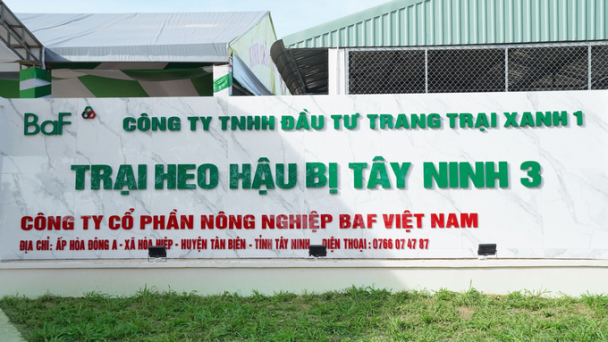 BaF
CÔNG TY TNHH ĐẦU TƯ TRANG TRẠI XANH 1
TRẠI HEO HẬU BỊ TÂY NINH 3
CÔNG TY CỔ PHẦN NÔNG NGHIỆP BAF VIỆT NAM
ĐỊA CHỈ: ẤP HÒA ĐÔNG A - XÃ HÒA HIỆP - HUYỆN TÂN BIÊN - TỈNH TÂY NINH - ĐIỆN THOẠI: 0766 07 47 87